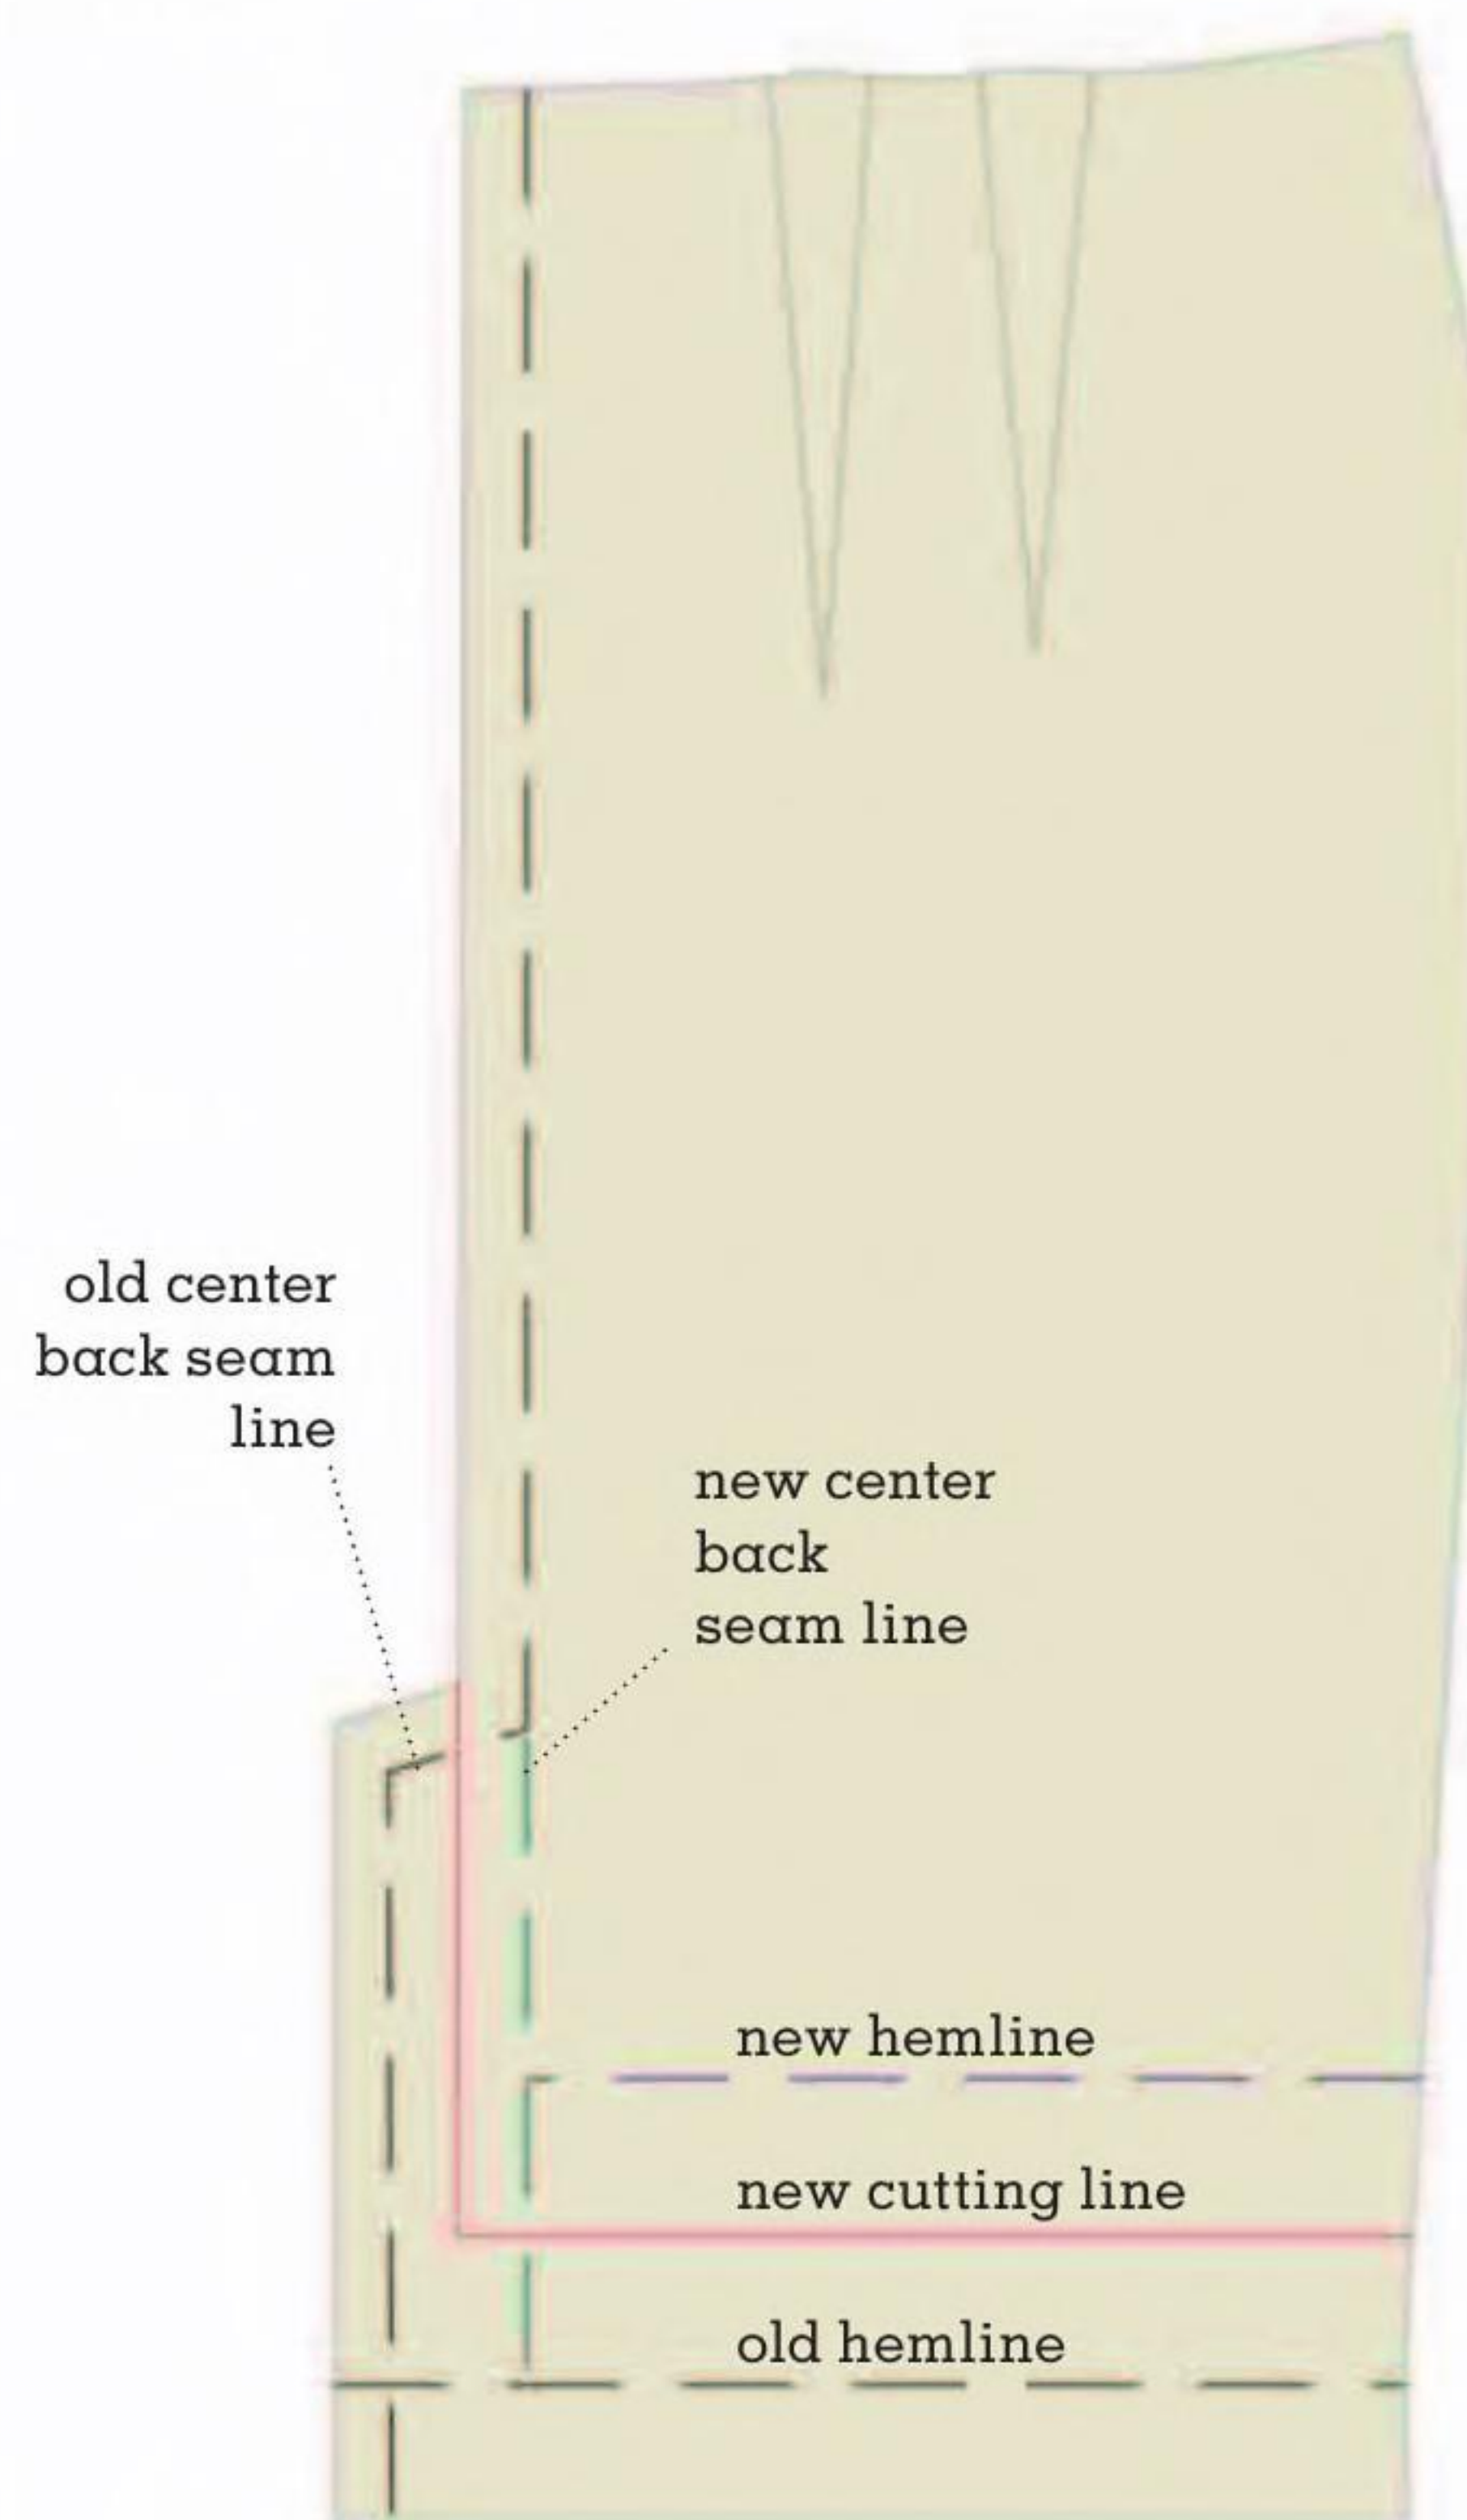 old center
back seam
line
new center
back
seam line
new hemline
new cutting line
old hemline